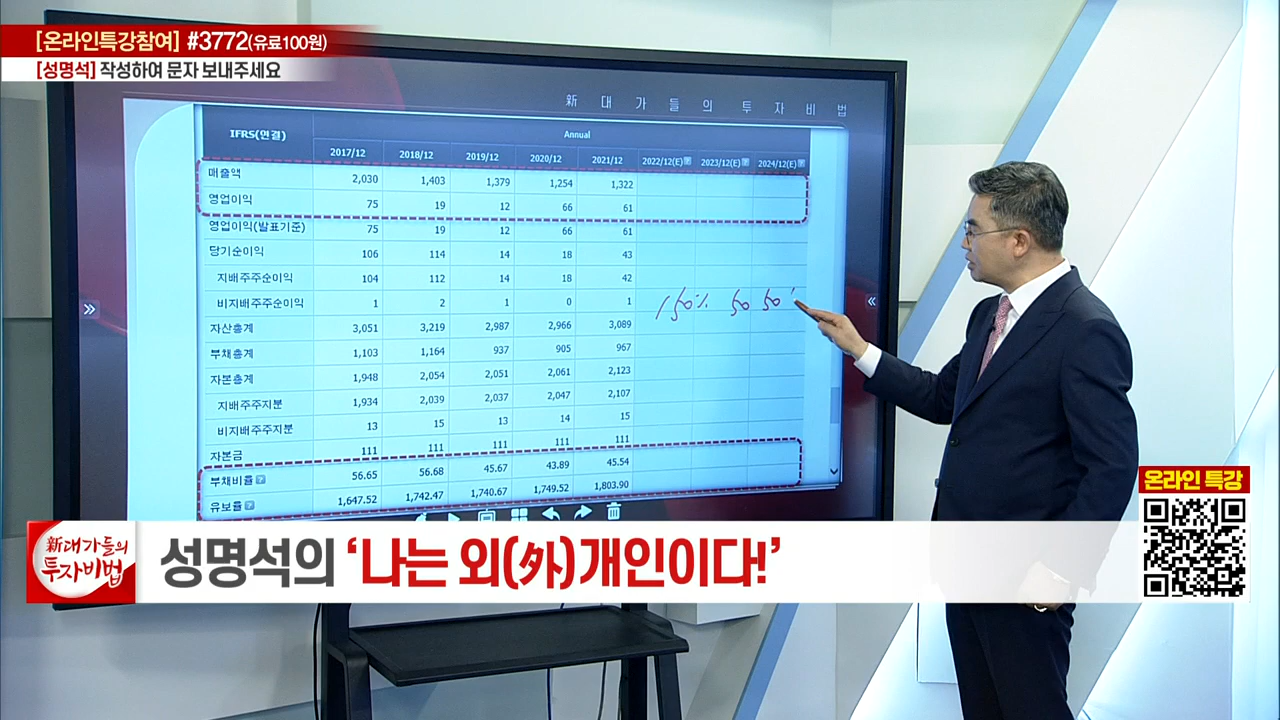 [온라인특강참여] #3772(유료100원)
[성명석] 작성하여 문자 보내주세요
新 대 가 들 의 투 자 비 법
IFRS(연결) Annual
2017/12 2018/12 2019/12 2020/12 2021/12 2022/12(E) 2023/12(E) 2024/12(E)
매출액 2,030 1,403 1,379 1,254 1,322
영업이익 75 19 12 66 61
영업이익(발표기준) 75 19 12 66 61
당기순이익 106 114 14 18 43
지배주주순이익 104 112 14 18 42
비지배주주순이익 1 2 1 0 1 150% 50 50
자산총계 3,051 3,219 2,987 2,966 3,089
부채총계 1,103 1,164 937 905 967
자본총계 1,948 2,054 2,051 2,061 2,123
지배주주지분 1,934 2,039 2,037 2,047 2,107
비지배주주지분 13 15 13 14 15
자본금 111 111 111 111 111
부채비율 56.65 56.68 45.67 43.89 45.54
유보율 1,647.52 1,742.47 1,740.67 1,749.52 1,803.90
온라인 특강
新대가들의
투자비법
성명석의 ‘나는 외(外)개인이다!’